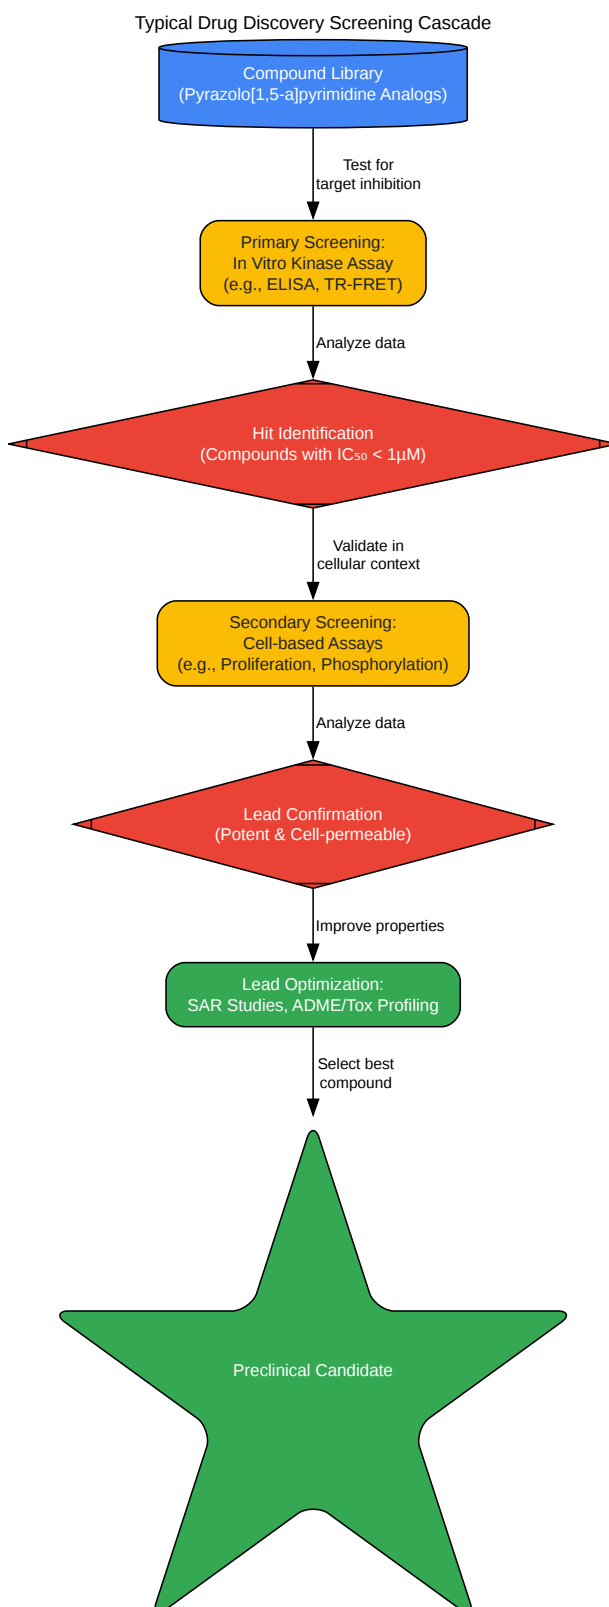 Typical Drug Discovery Screening Cascade
Compound Library
(Pyrazolo[1,5-a]pyrimidine Analogs)
Test for
target inhibition
Primary Screening:
In Vitro Kinase Assay
(e.g., ELISA, TR-FRET)
Analyze data
Hit Identification
(Compounds with IC₅₀ < 1µM)
Validate in
cellular context
Secondary Screening:
Cell-based Assays
(e.g., Proliferation, Phosphorylation)
Analyze data
Lead Confirmation
(Potent & Cell-permeable)
Improve properties
Lead Optimization:
SAR Studies, ADME/Tox Profiling
Select best
compound
Preclinical Candidate